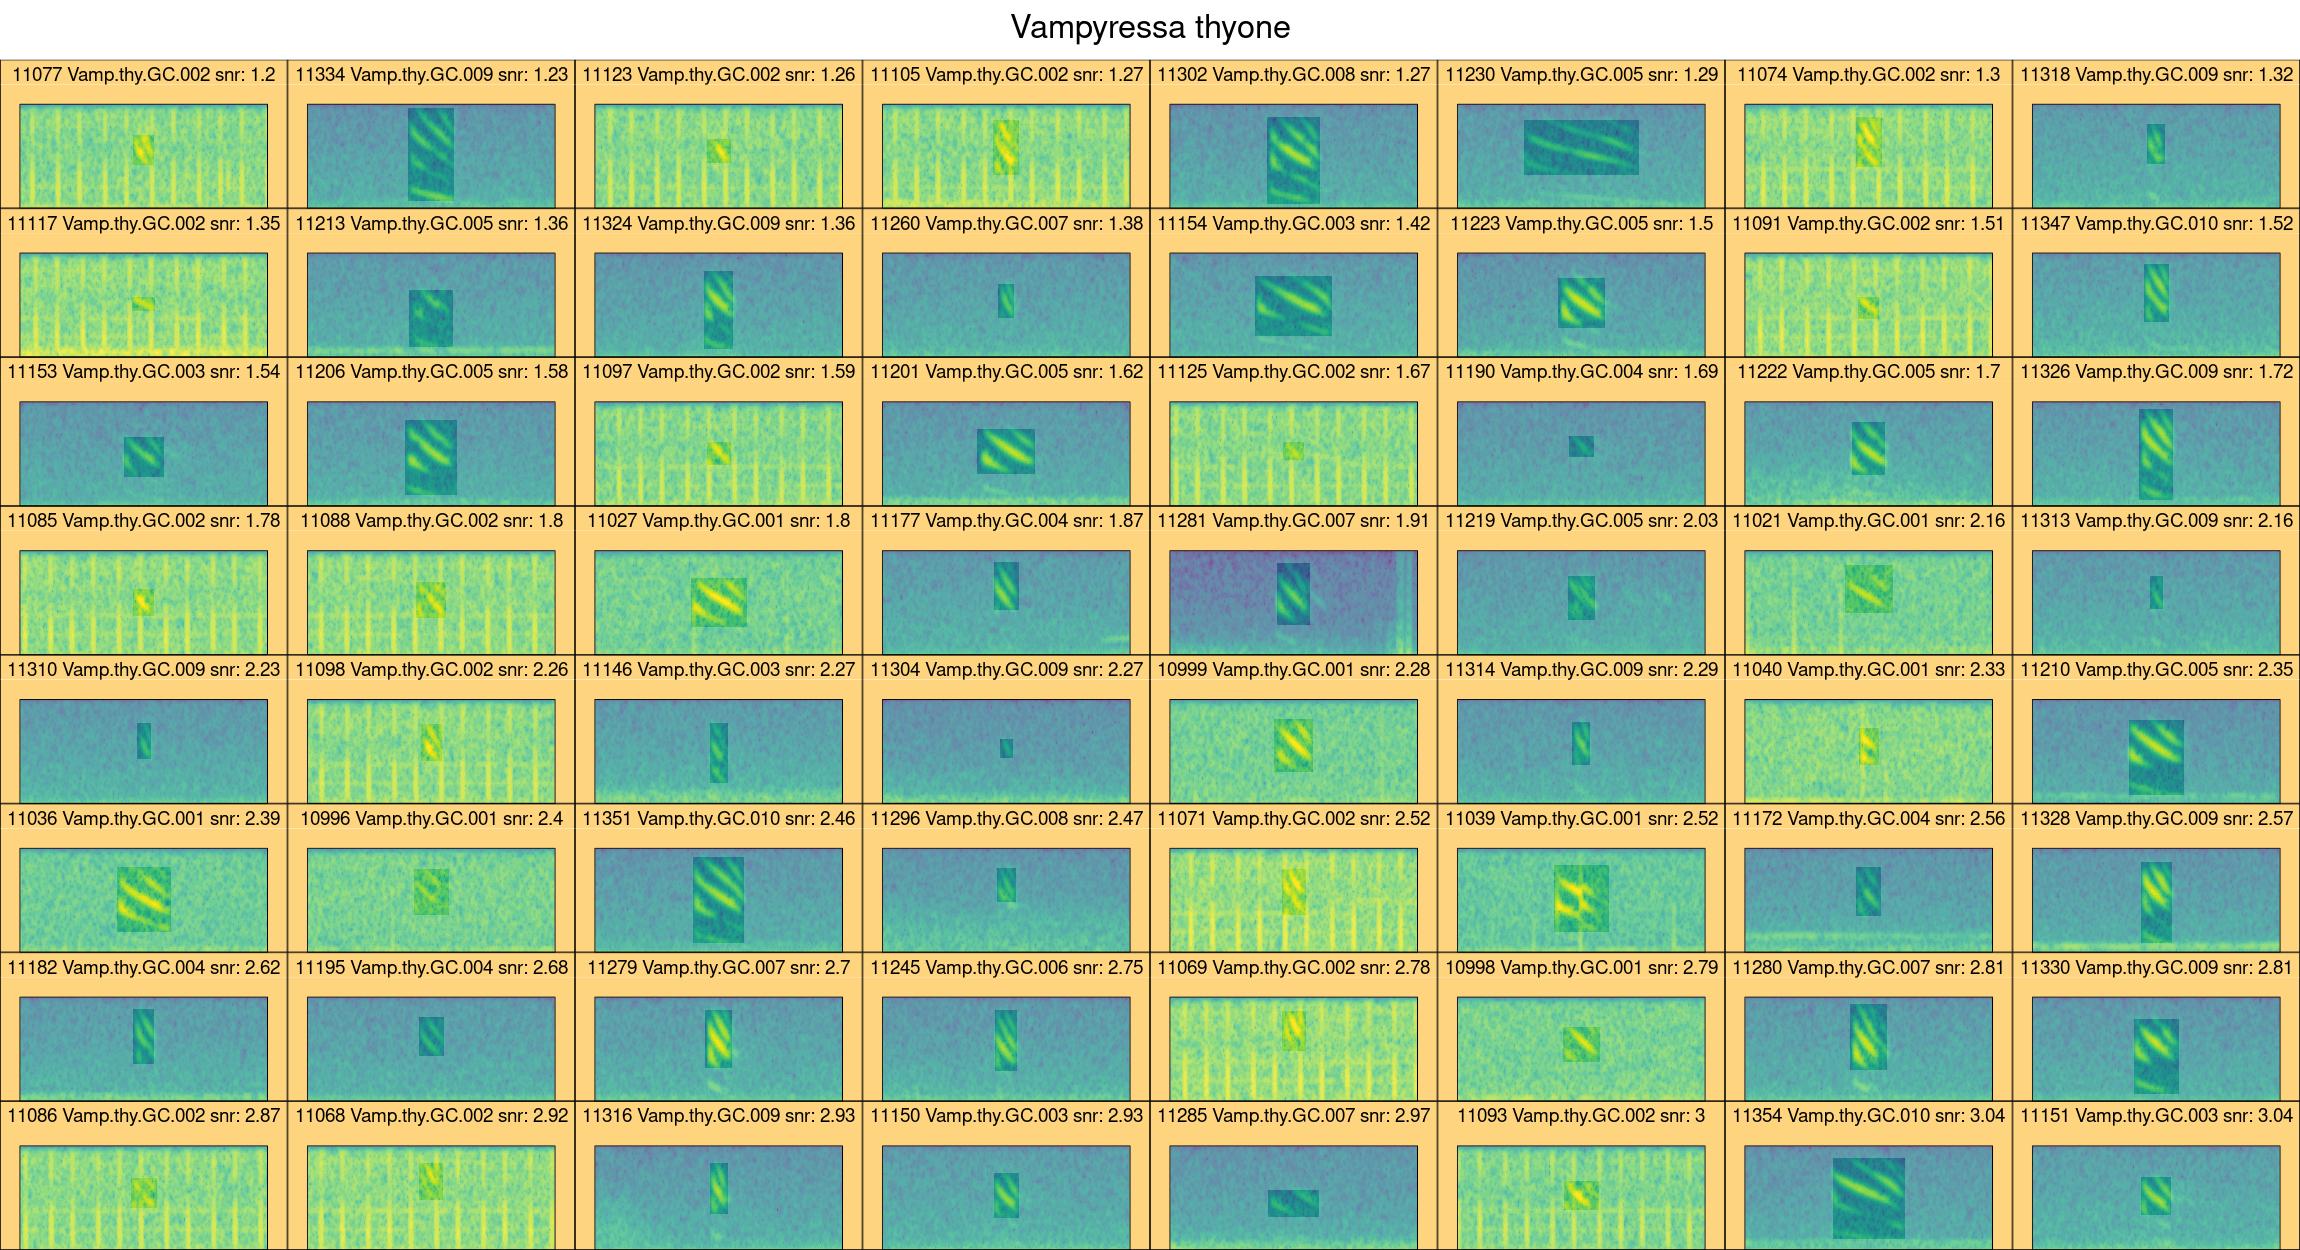 Vampyressa thyone
11077 Vamp.thy.GC.002 snr: 1.2
11334 Vamp.thy.GC.009 snr: 1.23
11123 Vamp.thy.GC.002 snr: 1.26
11105 Vamp.thy.GC.002 snr: 1.27
11302 Vamp.thy.GC.008 snr: 1.27
11230 Vamp.thy.GC.005 snr: 1.29
11074 Vamp.thy.GC.002 snr: 1.3
11318 Vamp.thy.GC.009 snr: 1.32
11117 Vamp.thy.GC.002 snr: 1.35
11213 Vamp.thy.GC.005 snr: 1.36
11324 Vamp.thy.GC.009 snr: 1.36
11260 Vamp.thy.GC.007 snr: 1.38
11154 Vamp.thy.GC.003 snr: 1.42
11223 Vamp.thy.GC.005 snr: 1.5
11091 Vamp.thy.GC.002 snr: 1.51
11347 Vamp.thy.GC.010 snr: 1.52
11153 Vamp.thy.GC.003 snr: 1.54
11206 Vamp.thy.GC.005 snr: 1.58
11097 Vamp.thy.GC.002 snr: 1.59
11201 Vamp.thy.GC.005 snr: 1.62
11125 Vamp.thy.GC.002 snr: 1.67
11190 Vamp.thy.GC.004 snr: 1.69
11222 Vamp.thy.GC.005 snr: 1.7
11326 Vamp.thy.GC.009 snr: 1.72
11085 Vamp.thy.GC.002 snr: 1.78
11088 Vamp.thy.GC.002 snr: 1.8
11027 Vamp.thy.GC.001 snr: 1.8
11177 Vamp.thy.GC.004 snr: 1.87
11281 Vamp.thy.GC.007 snr: 1.91
11219 Vamp.thy.GC.005 snr: 2.03
11021 Vamp.thy.GC.001 snr: 2.16
11313 Vamp.thy.GC.009 snr: 2.16
11310 Vamp.thy.GC.009 snr: 2.23
11098 Vamp.thy.GC.002 snr: 2.26
11146 Vamp.thy.GC.003 snr: 2.27
11304 Vamp.thy.GC.009 snr: 2.27
10999 Vamp.thy.GC.001 snr: 2.28
11314 Vamp.thy.GC.009 snr: 2.29
11040 Vamp.thy.GC.001 snr: 2.33
11210 Vamp.thy.GC.005 snr: 2.35
11036 Vamp.thy.GC.001 snr: 2.39
10996 Vamp.thy.GC.001 snr: 2.4
11351 Vamp.thy.GC.010 snr: 2.46
11296 Vamp.thy.GC.008 snr: 2.47
11071 Vamp.thy.GC.002 snr: 2.52
11039 Vamp.thy.GC.001 snr: 2.52
11172 Vamp.thy.GC.004 snr: 2.56
11328 Vamp.thy.GC.009 snr: 2.57
11182 Vamp.thy.GC.004 snr: 2.62
11195 Vamp.thy.GC.004 snr: 2.68
11279 Vamp.thy.GC.007 snr: 2.7
11245 Vamp.thy.GC.006 snr: 2.75
11069 Vamp.thy.GC.002 snr: 2.78
10998 Vamp.thy.GC.001 snr: 2.79
11280 Vamp.thy.GC.007 snr: 2.81
11330 Vamp.thy.GC.009 snr: 2.81
11086 Vamp.thy.GC.002 snr: 2.87
11068 Vamp.thy.GC.002 snr: 2.92
11316 Vamp.thy.GC.009 snr: 2.93
11150 Vamp.thy.GC.003 snr: 2.93
11285 Vamp.thy.GC.007 snr: 2.97
11093 Vamp.thy.GC.002 snr: 3
11354 Vamp.thy.GC.010 snr: 3.04
11151 Vamp.thy.GC.003 snr: 3.04